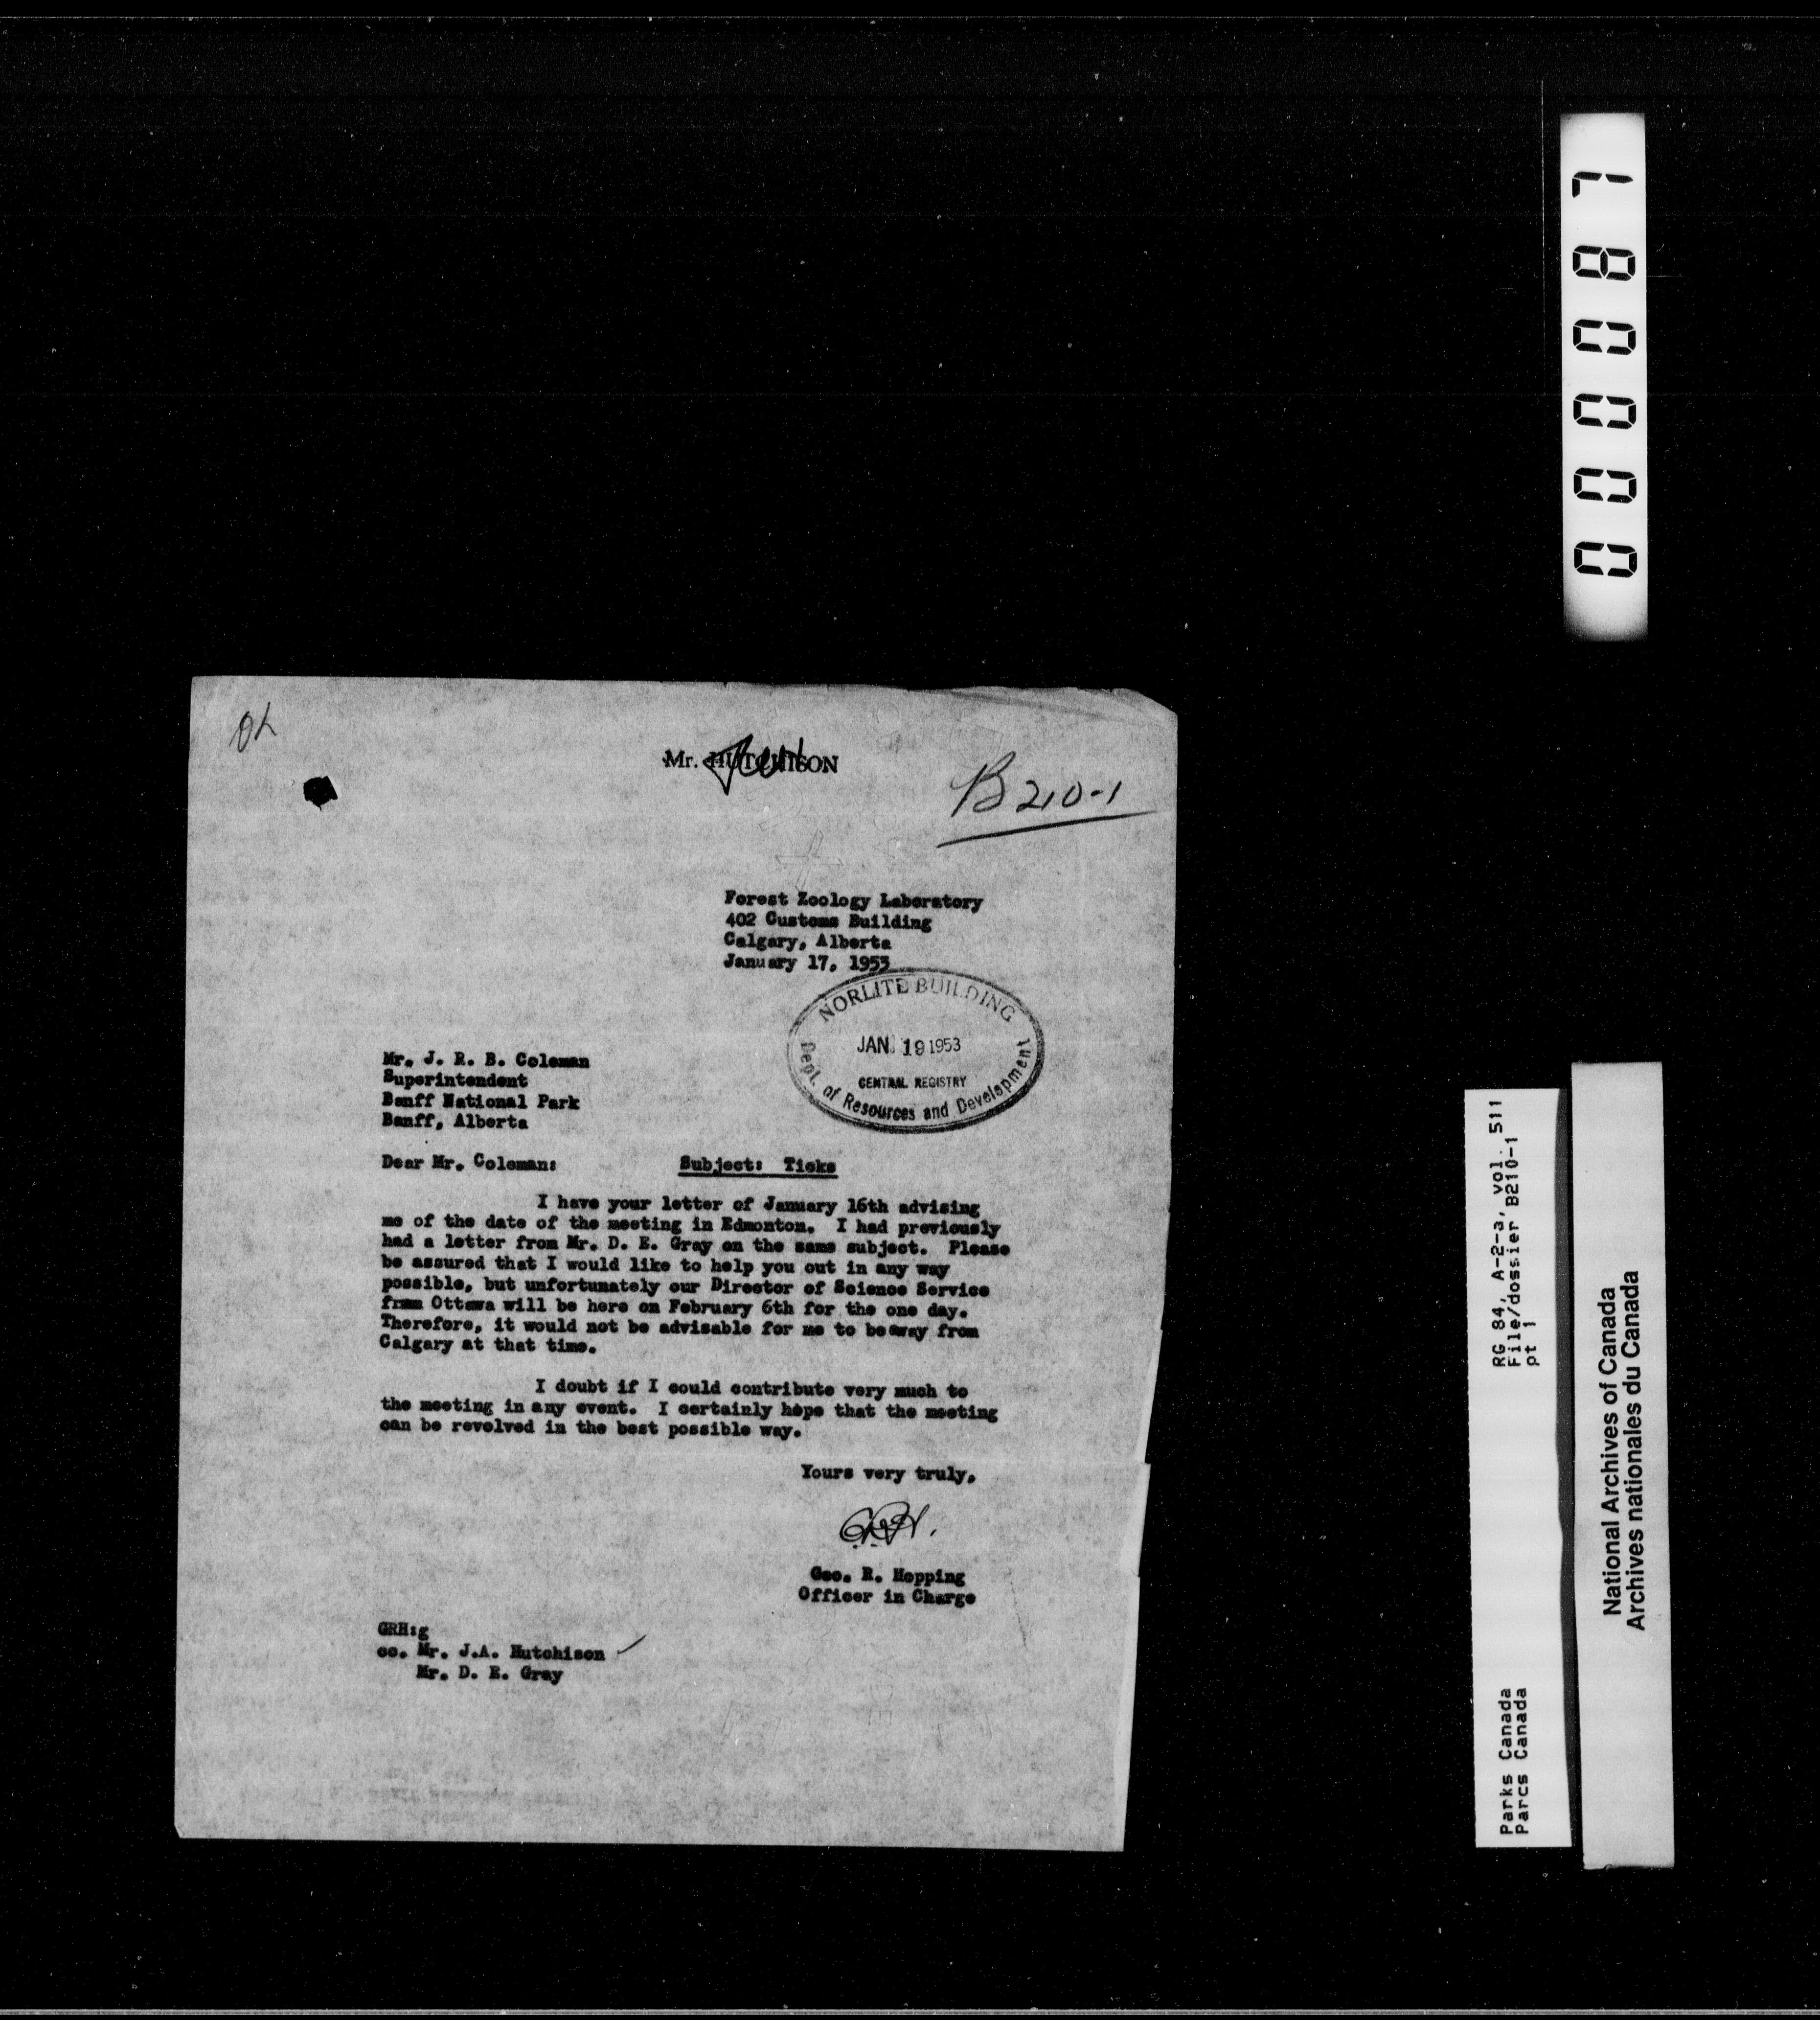 Mr. HUTCHISON
B210-1
Forest Zoology Laboratory
402 Customs Building
Calgary, Alberta
January 17, 1953
NORLITE BUILDING
JAN 19 1953
CENTRAL REGISTRY
Dept. of Resources and Development
Mr. J. R. B. Coleman
Superintendent
Banff National Park
Banff, Alberta
Dear Mr. Coleman: Subject: Ticks
I have your letter of January 16th advising
me of the date of the meeting in Edmonton. I had previously
had a letter from Mr. D. E. Gray on the same subject. Please
be assured that I would like to help you out in any way
possible, but unfortunately our Director of Science Service
from Ottawa will be here on February 6th for the one day.
Therefore, it would not be advisable for me to be away from
Calgary at that time.
I doubt if I could contribute very much to
the meeting in any event. I certainly hope that the meeting
can be revolved in the best possible way.
Yours very truly,
GRH.
Geo. R. Hopping
Officer in Charge
GRH:g
cc. Mr. J.A. Hutchison
Mr. D. E. Gray
000087
RG 84, A-2-a, vol. 511
File/dossier B210-1
pt 1
Parks Canada
Parcs Canada
National Archives of Canada
Archives nationales du Canada